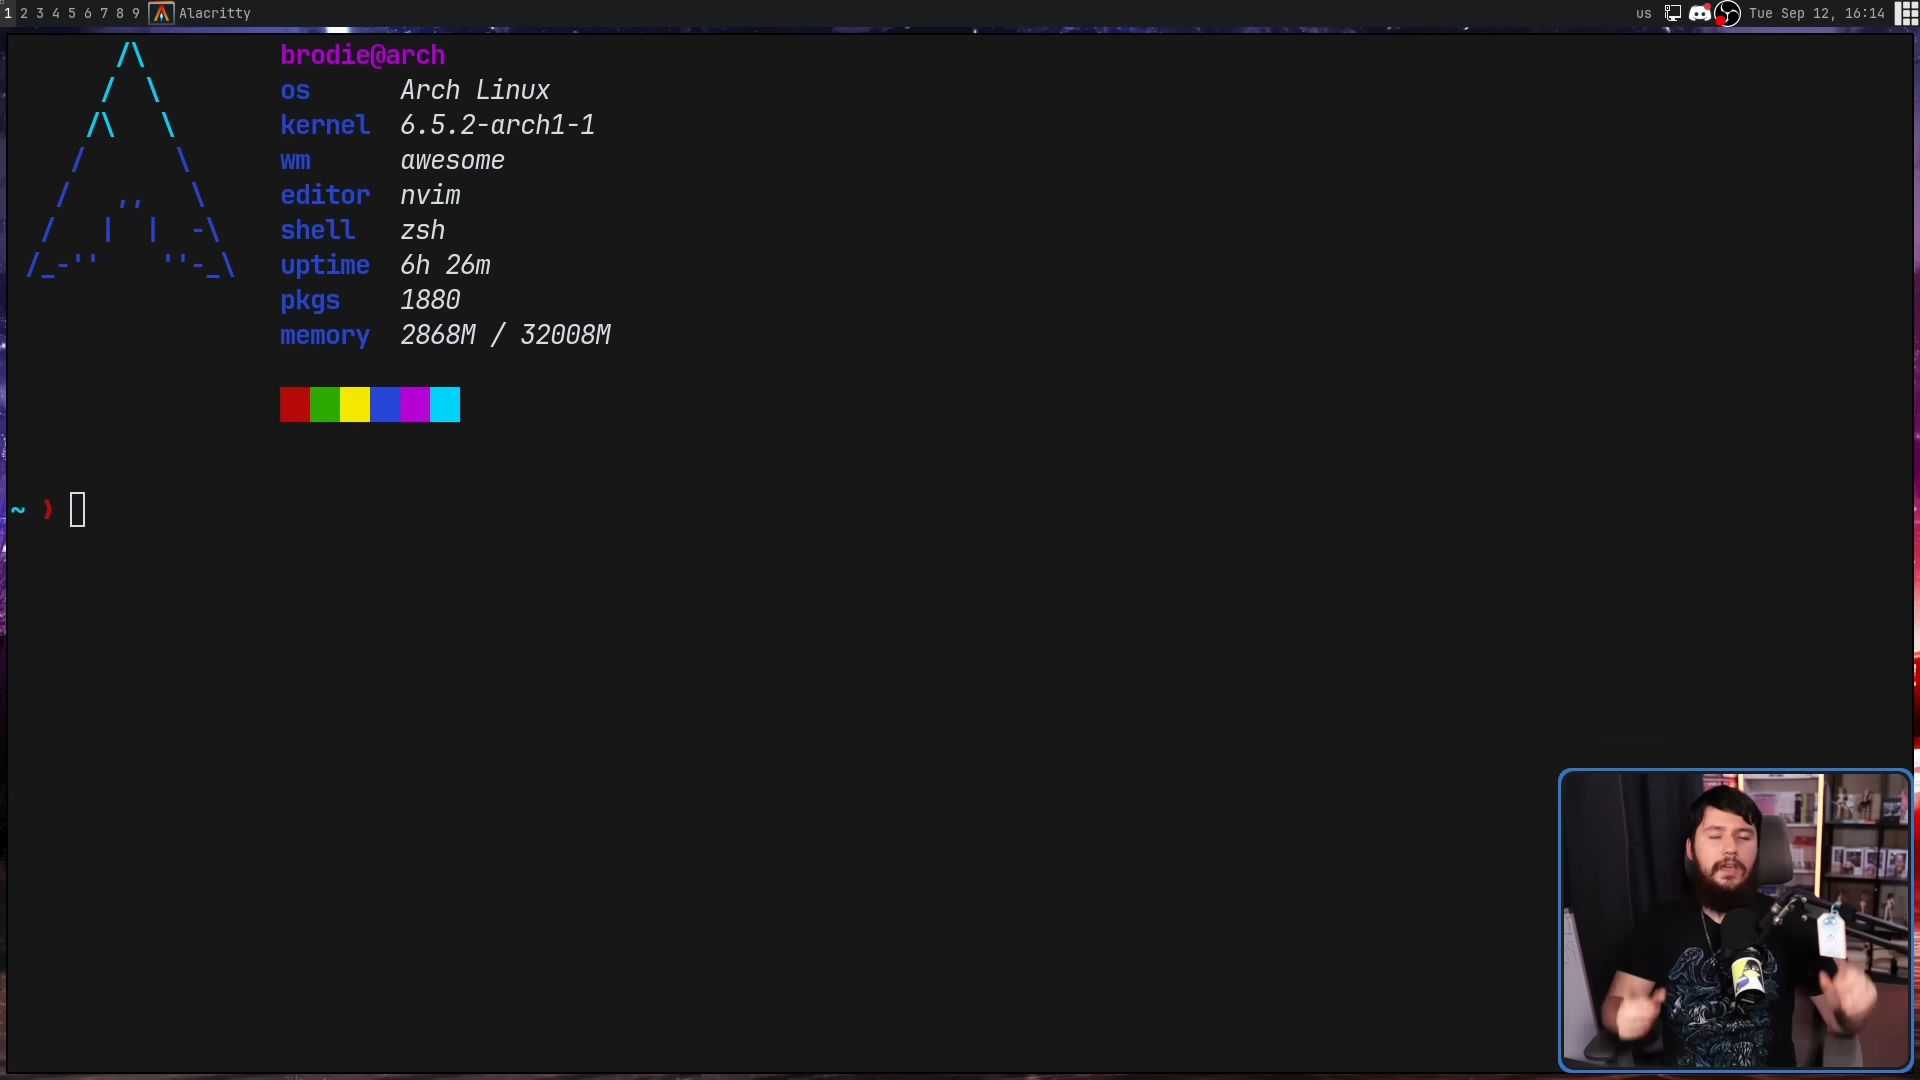 1 2 3 4 5 6 7 8 9 Alacritty us Tue Sep 12, 16:14
brodie@arch
os Arch Linux
kernel 6.5.2-arch1-1
wm awesome
editor nvim
shell zsh
uptime 6h 26m
pkgs 1880
memory 2868M / 32008M
~ ❫